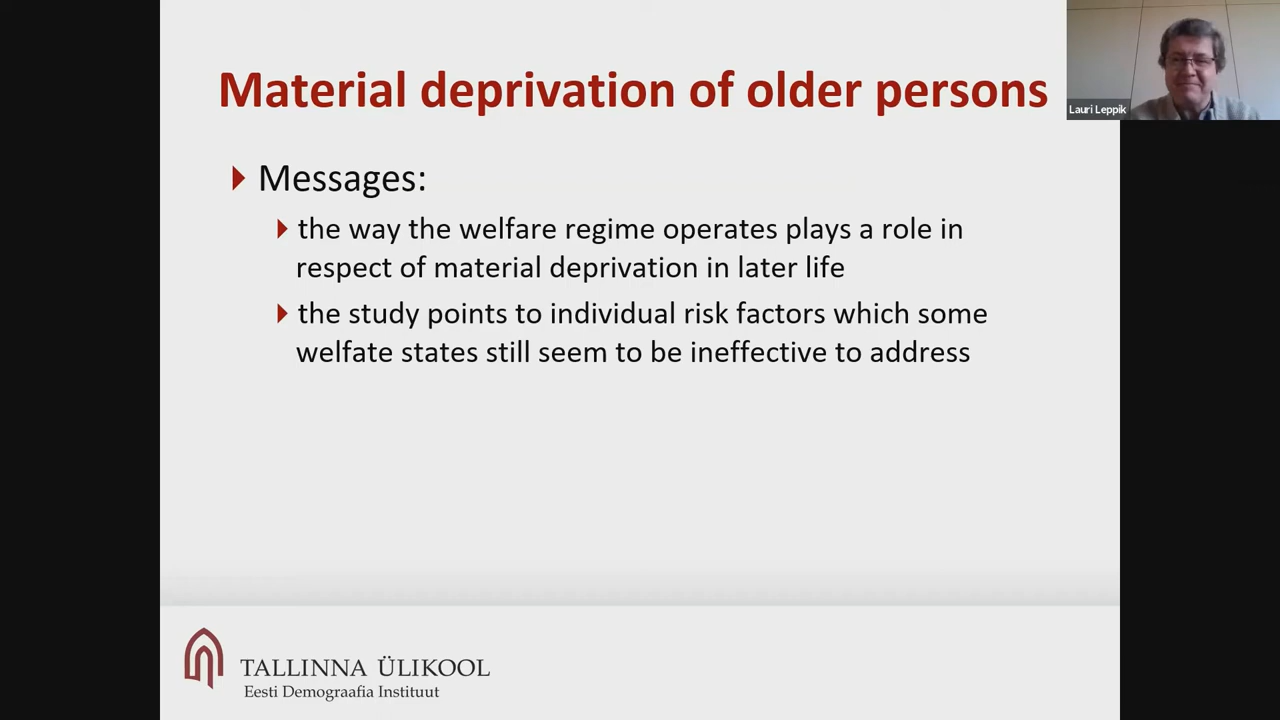 Material deprivation of older persons
Lauri Leppik
Messages:
the way the welfare regime operates plays a role in
respect of material deprivation in later life
the study points to individual risk factors which some
welfate states still seem to be ineffective to address
TALLINNA ÜLIKOOL
Eesti Demograafia Instituut